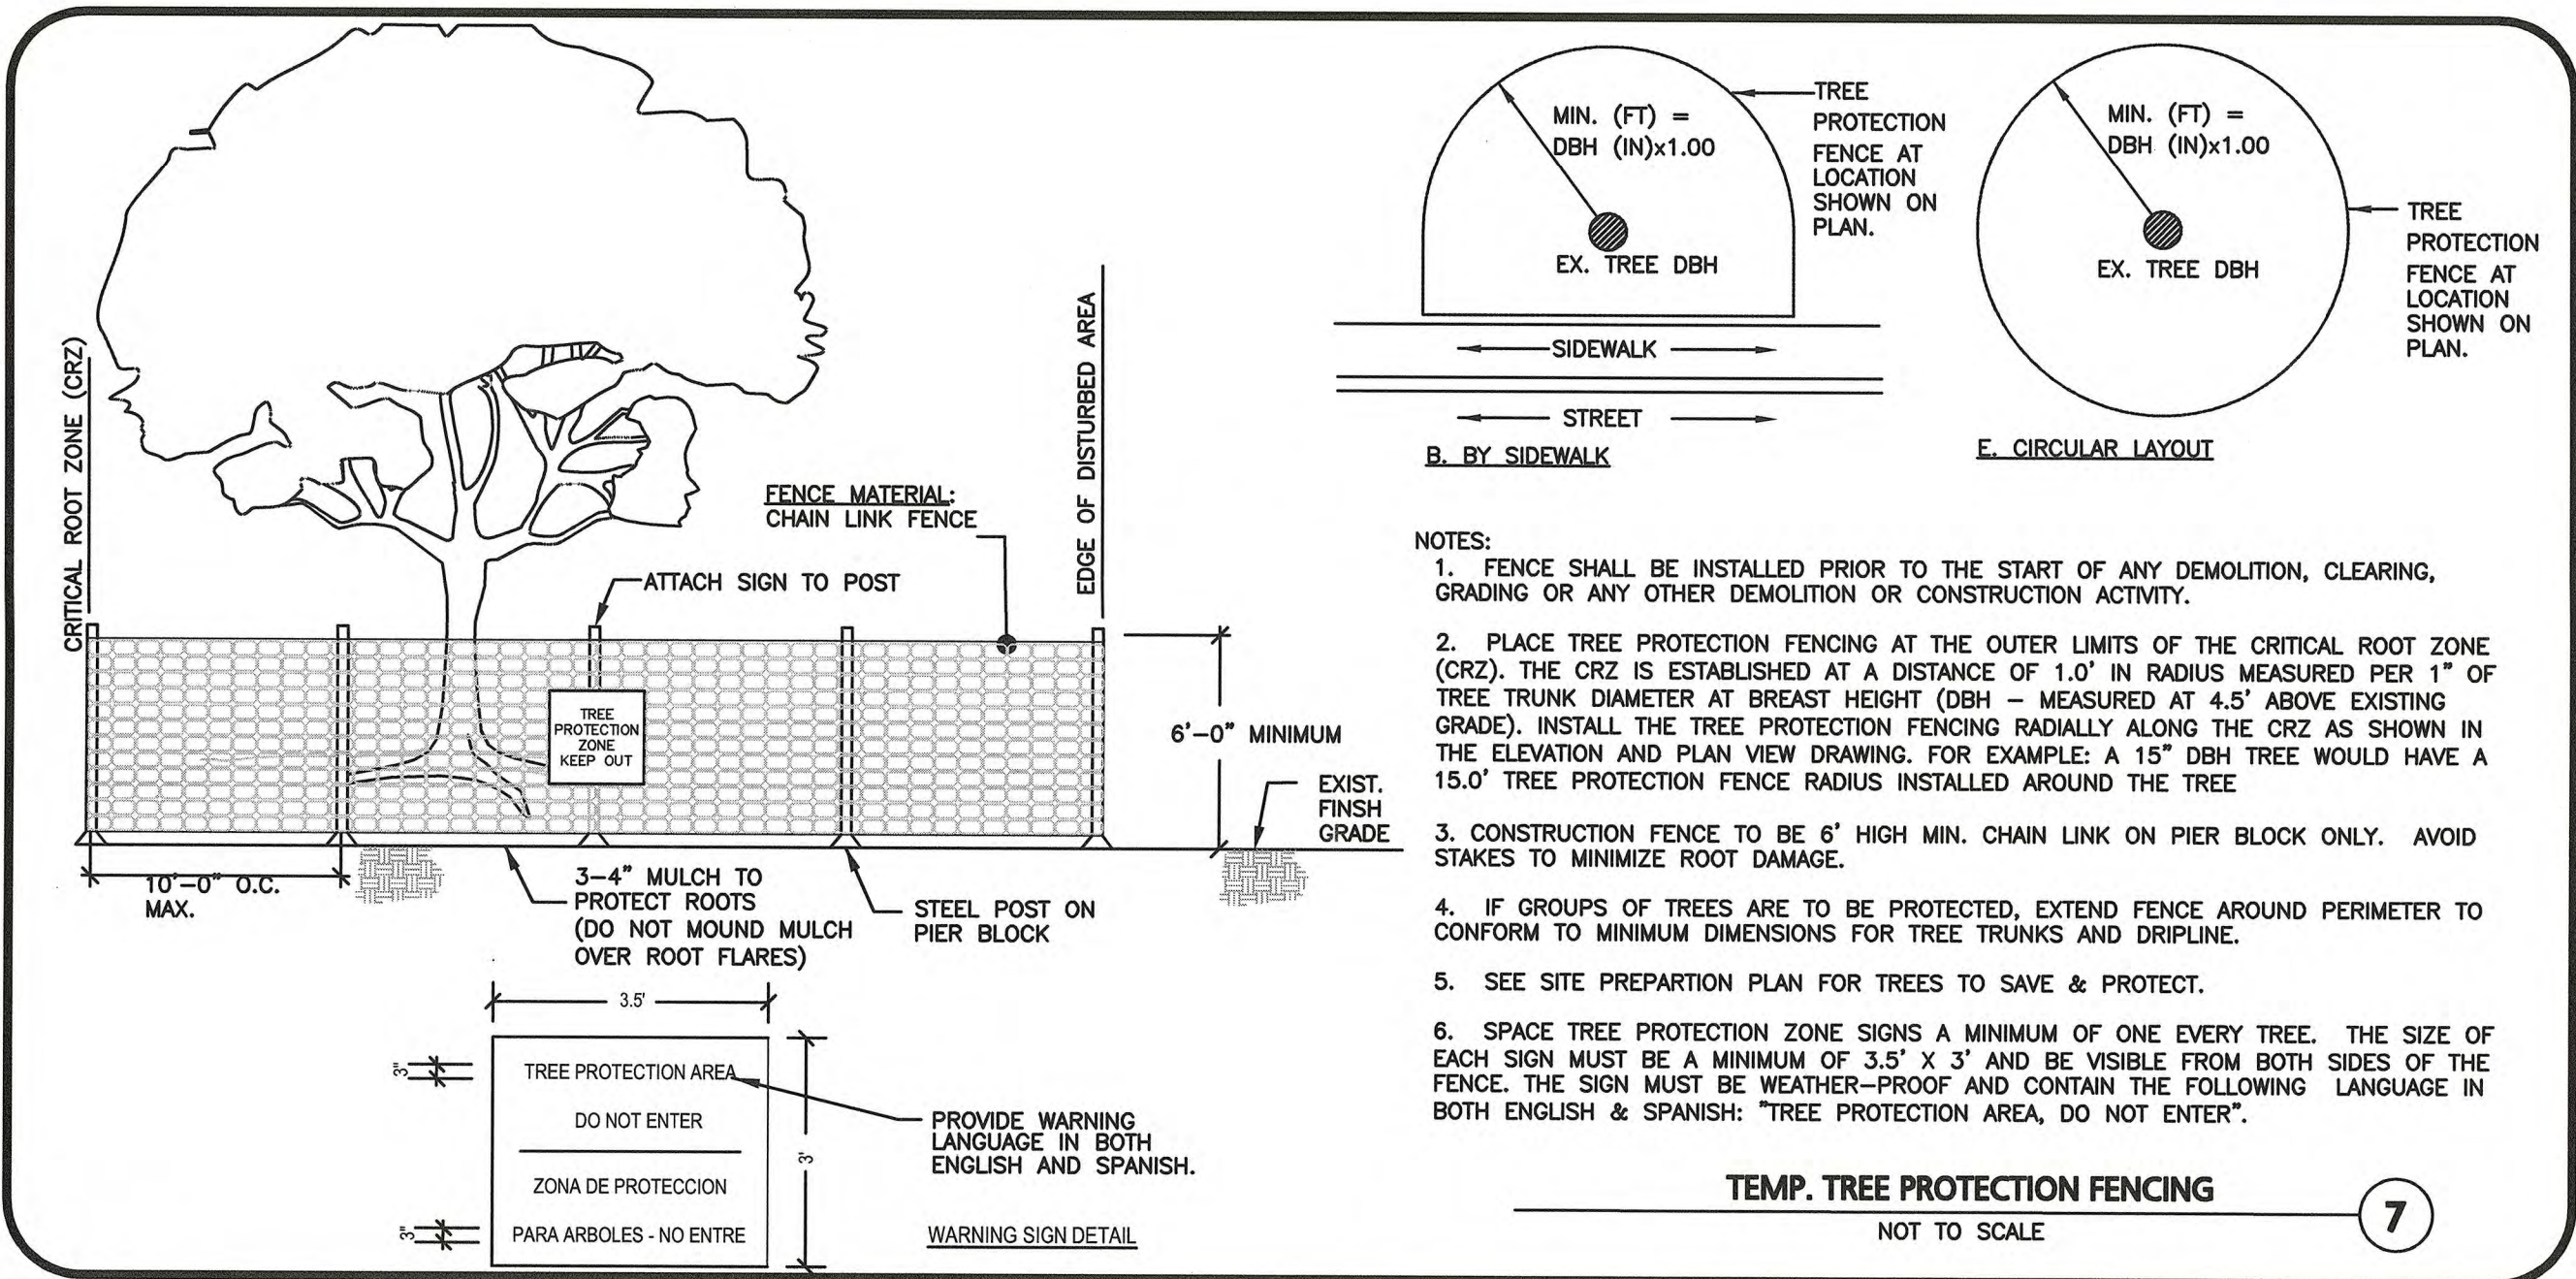 CRITICAL ROOT ZONE (CRZ)
FENCE MATERIAL:
CHAIN LINK FENCE
ATTACH SIGN TO POST
EDGE OF DISTURBED AREA
TREE
PROTECTION
ZONE
KEEP OUT
6'-0" MINIMUM
EXIST.
FINSH
GRADE
10'-0" O.C.
MAX.
3-4" MULCH TO
PROTECT ROOTS
(DO NOT MOUND MULCH
OVER ROOT FLARES)
STEEL POST ON
PIER BLOCK
3.5'
3"
TREE PROTECTION AREA
DO NOT ENTER
ZONA DE PROTECCION
PARA ARBOLES - NO ENTRE
3"
3'
PROVIDE WARNING
LANGUAGE IN BOTH
ENGLISH AND SPANISH.
WARNING SIGN DETAIL
MIN. (FT) =
DBH (IN)x1.00
EX. TREE DBH
TREE
PROTECTION
FENCE AT
LOCATION
SHOWN ON
PLAN.
SIDEWALK
STREET
B. BY SIDEWALK
MIN. (FT) =
DBH (IN)x1.00
EX. TREE DBH
TREE
PROTECTION
FENCE AT
LOCATION
SHOWN ON
PLAN.
E. CIRCULAR LAYOUT
NOTES:
1. FENCE SHALL BE INSTALLED PRIOR TO THE START OF ANY DEMOLITION, CLEARING,
GRADING OR ANY OTHER DEMOLITION OR CONSTRUCTION ACTIVITY.
2. PLACE TREE PROTECTION FENCING AT THE OUTER LIMITS OF THE CRITICAL ROOT ZONE
(CRZ). THE CRZ IS ESTABLISHED AT A DISTANCE OF 1.0' IN RADIUS MEASURED PER 1" OF
TREE TRUNK DIAMETER AT BREAST HEIGHT (DBH - MEASURED AT 4.5' ABOVE EXISTING
GRADE). INSTALL THE TREE PROTECTION FENCING RADIALLY ALONG THE CRZ AS SHOWN IN
THE ELEVATION AND PLAN VIEW DRAWING. FOR EXAMPLE: A 15" DBH TREE WOULD HAVE A
15.0' TREE PROTECTION FENCE RADIUS INSTALLED AROUND THE TREE
3. CONSTRUCTION FENCE TO BE 6' HIGH MIN. CHAIN LINK ON PIER BLOCK ONLY. AVOID
STAKES TO MINIMIZE ROOT DAMAGE.
4. IF GROUPS OF TREES ARE TO BE PROTECTED, EXTEND FENCE AROUND PERIMETER TO
CONFORM TO MINIMUM DIMENSIONS FOR TREE TRUNKS AND DRIPLINE.
5. SEE SITE PREPARTION PLAN FOR TREES TO SAVE & PROTECT.
6. SPACE TREE PROTECTION ZONE SIGNS A MINIMUM OF ONE EVERY TREE. THE SIZE OF
EACH SIGN MUST BE A MINIMUM OF 3.5' X 3' AND BE VISIBLE FROM BOTH SIDES OF THE
FENCE. THE SIGN MUST BE WEATHER-PROOF AND CONTAIN THE FOLLOWING LANGUAGE IN
BOTH ENGLISH & SPANISH: "TREE PROTECTION AREA, DO NOT ENTER".
TEMP. TREE PROTECTION FENCING
NOT TO SCALE
7